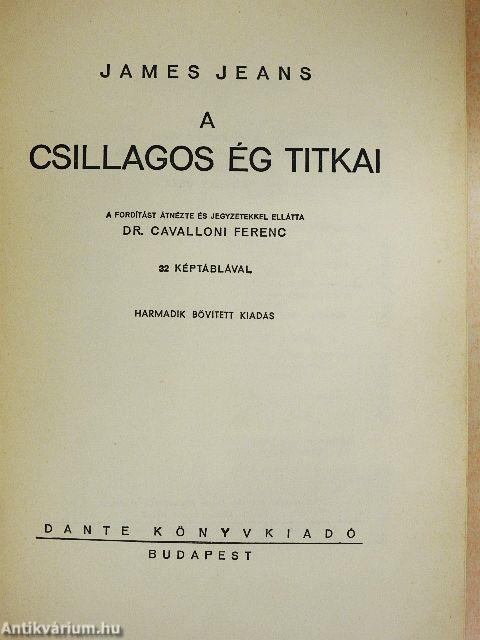 JAMES JEANS
A
CSILLAGOS ÉG TITKAI
A FORDÍTÁST ÁTNÉZTE ÉS JEGYZETEKKEL ELLÁTTA
DR. CAVALLONI FERENC
32 KÉPTÁBLÁVAL
HARMADIK BŐVÍTETT KIADÁS
DANTE KÖNYVKIADÓ
BUDAPEST
Antikvárium.hu